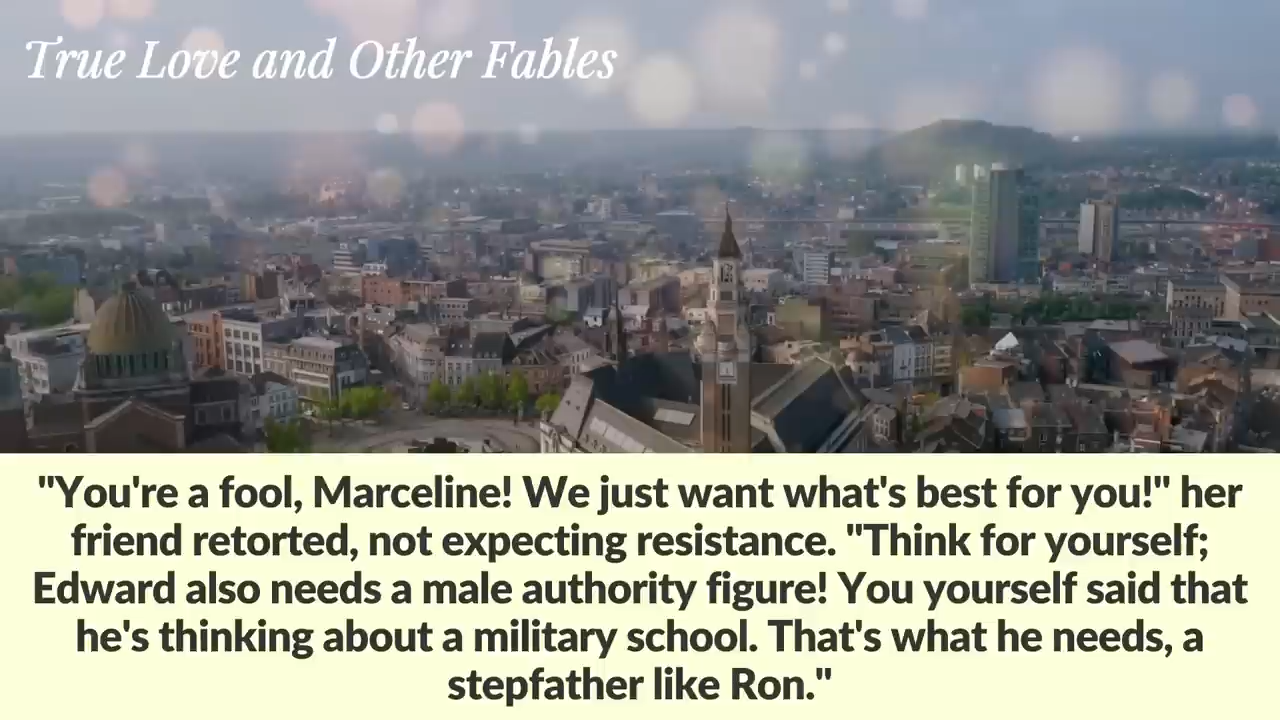 True Love and Other Fables
"You're a fool, Marceline! We just want what's best for you!" her
friend retorted, not expecting resistance. "Think for yourself;
Edward also needs a male authority figure! You yourself said that
he's thinking about a military school. That's what he needs, a
stepfather like Ron."